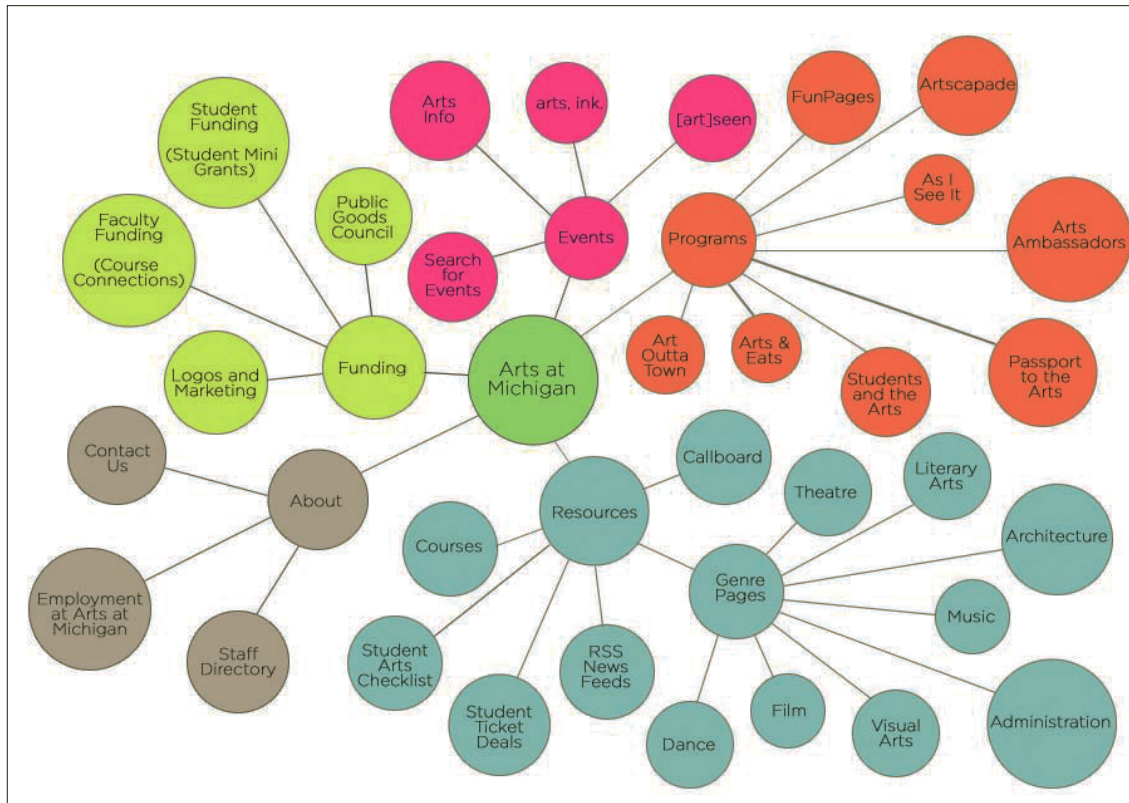 Student
Funding
(Student Mini
Grants)
Faculty
Funding
(Course
Connections)
Public
Goods
Council
Logos and
Marketing
Funding
Arts
Info
arts, ink.
[art]seen
Search
for
Events
Events
FunPages
Artscapade
As I
See It
Arts
Ambassadors
Programs
Art
Outta
Town
Arts &
Eats
Students
and the
Arts
Passport
to the
Arts
Arts at
Michigan
Contact
Us
About
Employment
at Arts at
Michigan
Staff
Directory
Resources
Callboard
Courses
Student
Arts
Checklist
Student
Ticket
Deals
RSS
News
Feeds
Genre
Pages
Theatre
Literary
Arts
Architecture
Music
Administration
Visual
Arts
Film
Dance